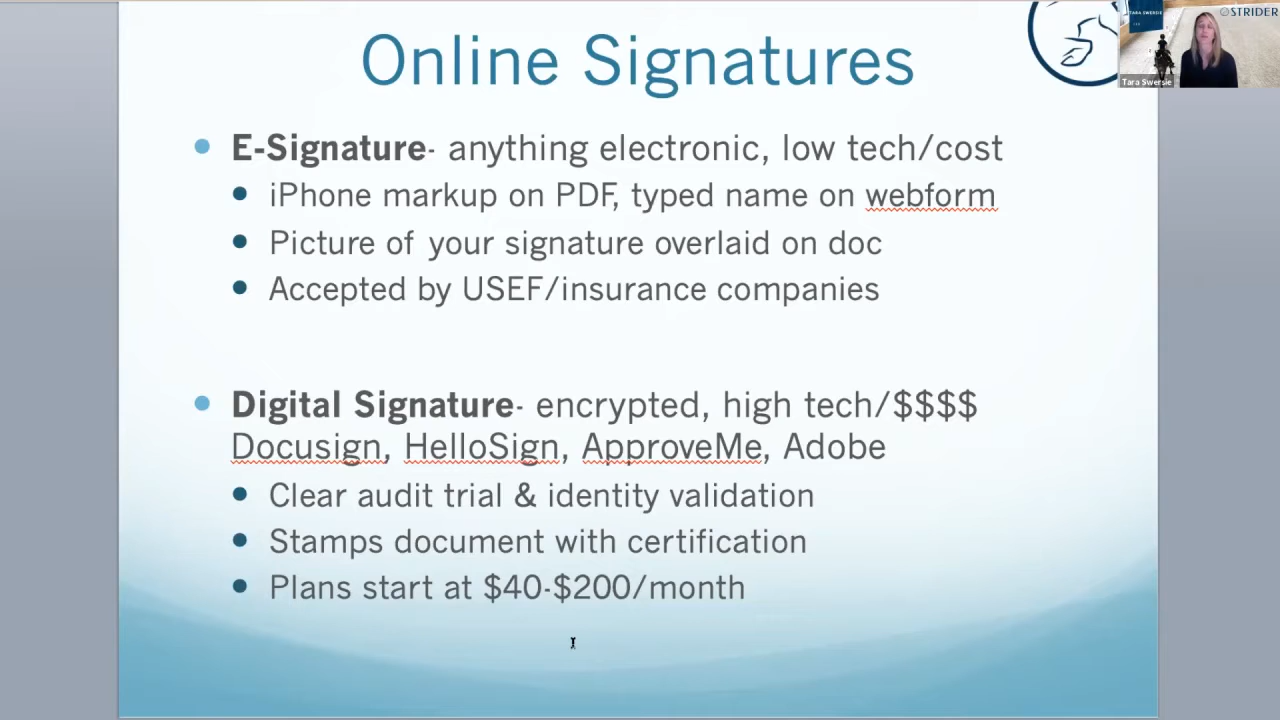 Online Signatures
STRIDER
TARA SWERSIE
Tara Swersie
E-Signature- anything electronic, low tech/cost
iPhone markup on PDF, typed name on webform
Picture of your signature overlaid on doc
Accepted by USEF/insurance companies
Digital Signature- encrypted, high tech/$$$$
Docusign, HelloSign, ApproveMe, Adobe
Clear audit trial & identity validation
Stamps document with certification
Plans start at $40-$200/month